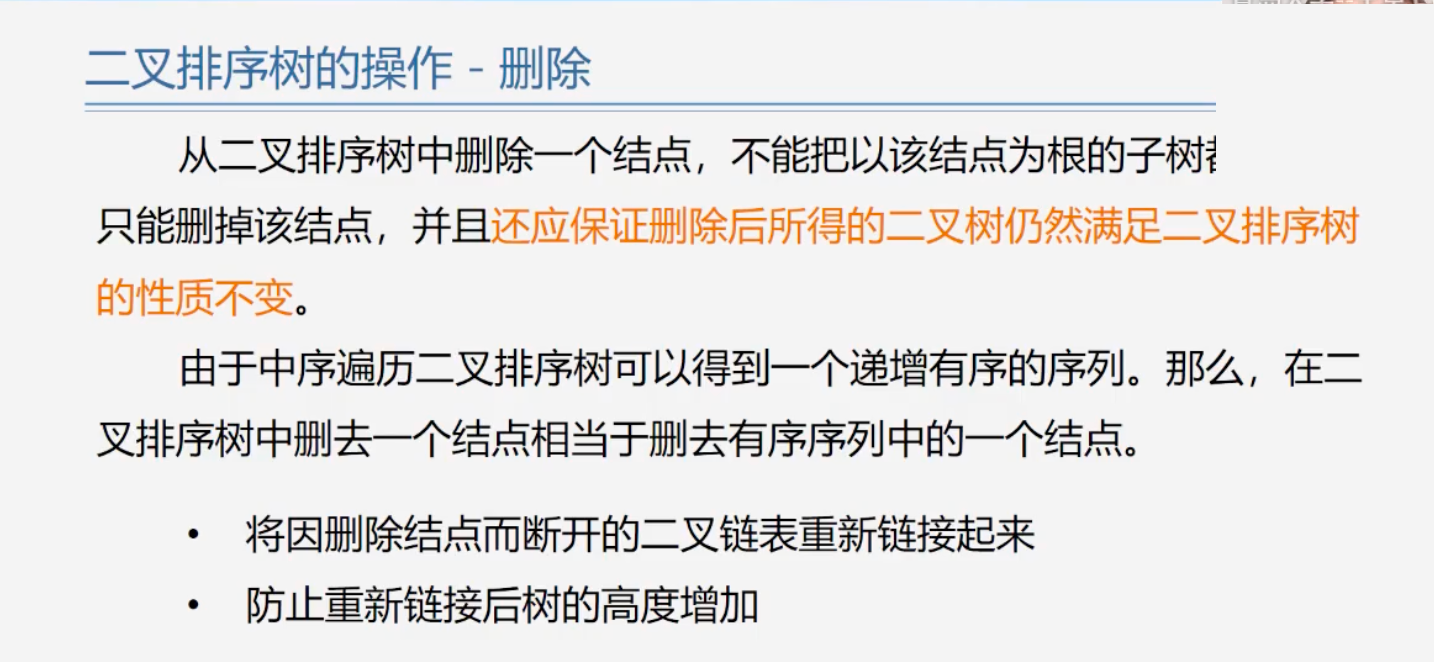 二叉排序树的操作 - 删除
从二叉排序树中删除一个结点，不能把以该结点为根的子树
只能删掉该结点，并且还应保证删除后所得的二叉树仍然满足二叉排序树
的性质不变。
由于中序遍历二叉排序树可以得到一个递增有序的序列。那么，在二
叉排序树中删去一个结点相当于删去有序序列中的一个结点。
• 将因删除结点而断开的二叉链表重新链接起来
• 防止重新链接后树的高度增加